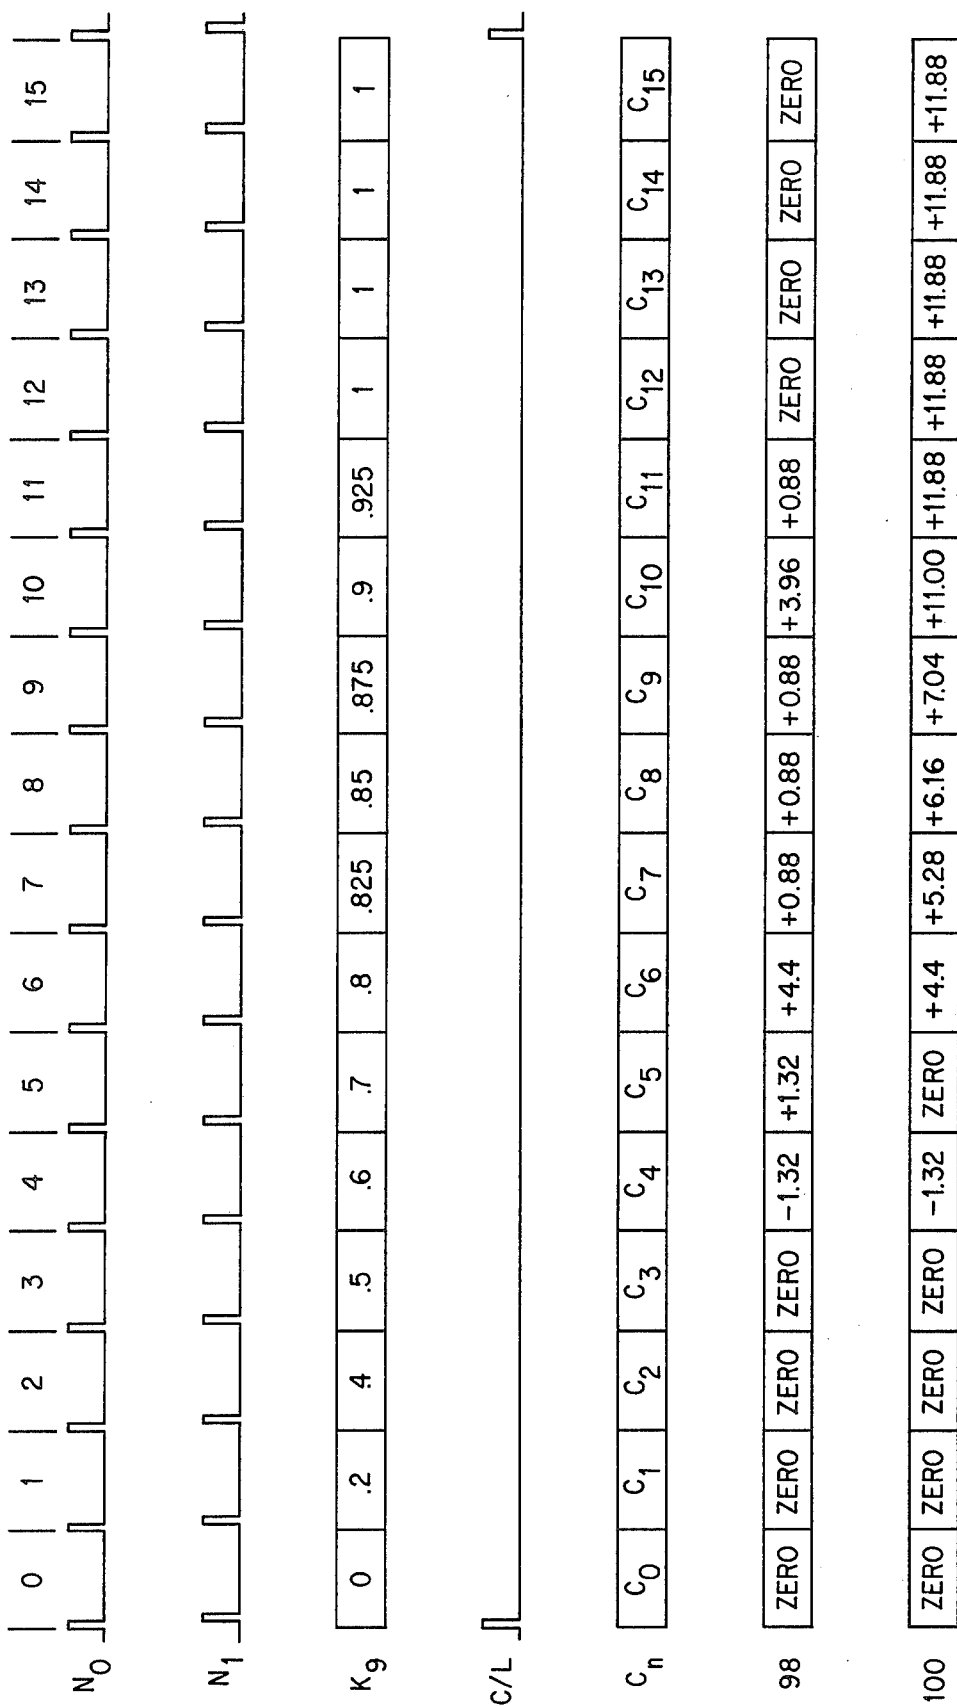 0 1 2 3 4 5 6 7 8 9 10 11 12 13 14 15
N0
N1
K9 0 .2 .4 .5 .6 .7 .8 .825 .85 .875 .9 .925 1 1 1 1
C/L
Cn C0 C1 C2 C3 C4 C5 C6 C7 C8 C9 C10 C11 C12 C13 C14 C15
98 ZERO ZERO ZERO ZERO -1.32 +1.32 +4.4 +0.88 +0.88 +0.88 +3.96 +0.88 ZERO ZERO ZERO ZERO
100 ZERO ZERO ZERO ZERO -1.32 ZERO +4.4 +5.28 +6.16 +7.04 +11.00 +11.88 +11.88 +11.88 +11.88 +11.88